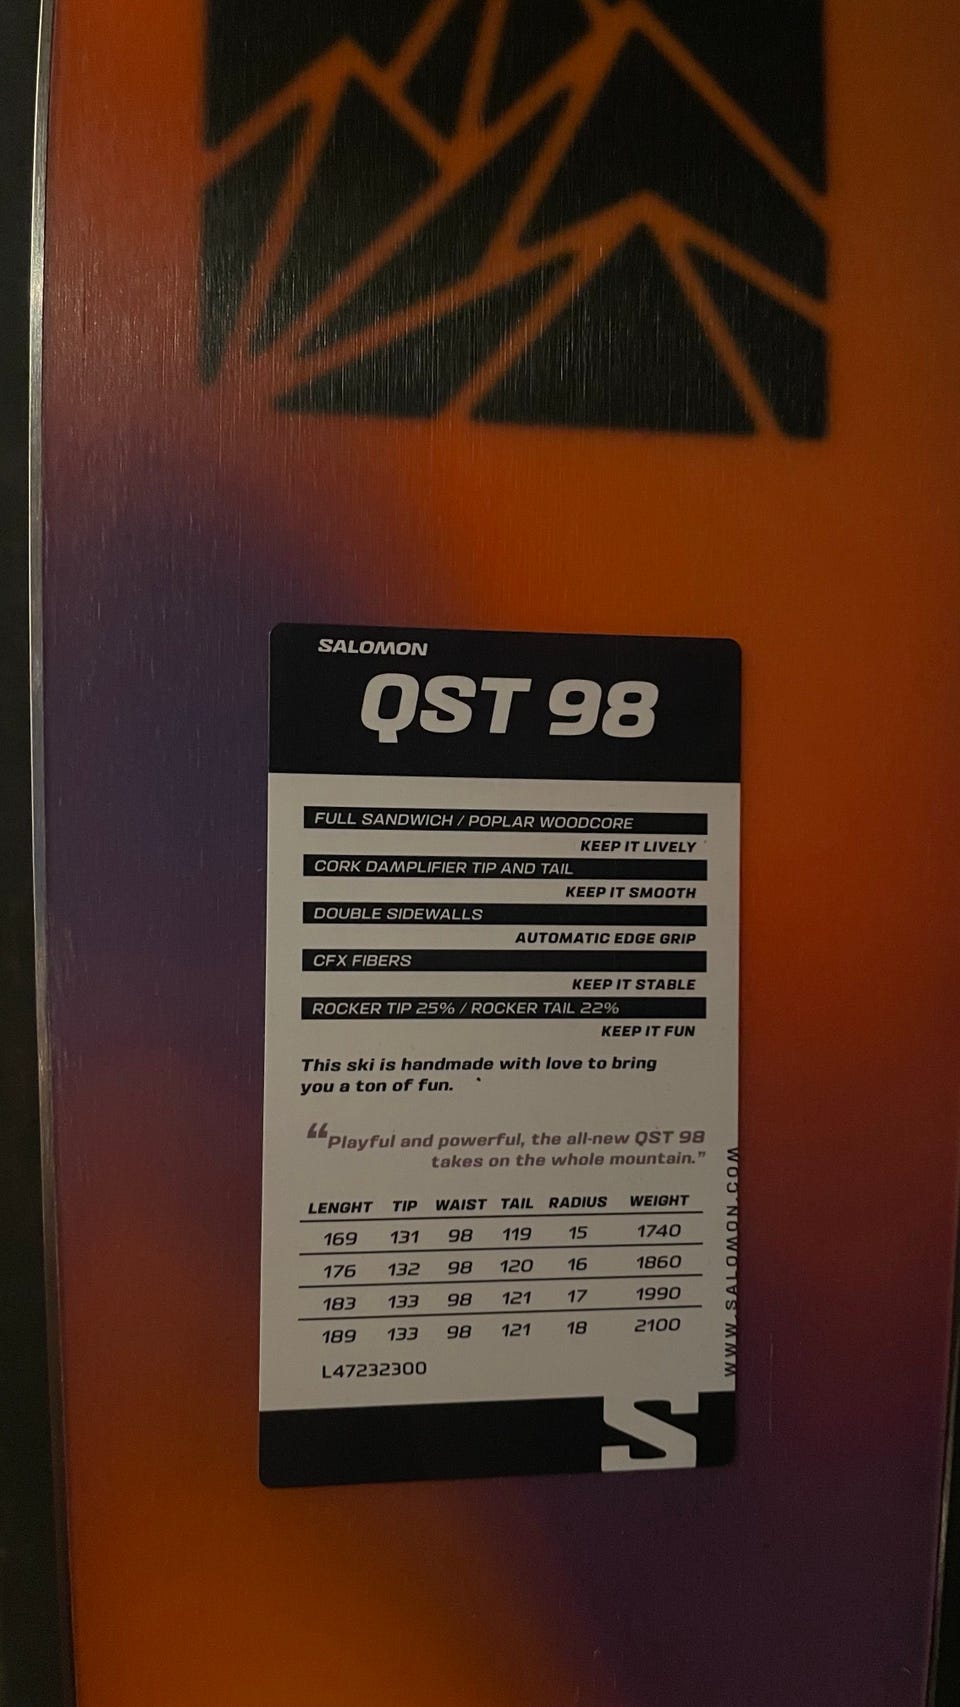 SALOMON
QST 98
FULL SANDWICH / POPLAR WOODCORE
KEEP IT LIVELY
CORK DAMPLIFIER TIP AND TAIL
KEEP IT SMOOTH
DOUBLE SIDEWALLS
AUTOMATIC EDGE GRIP
CFX FIBERS
KEEP IT STABLE
ROCKER TIP 25% / ROCKER TAIL 22%
KEEP IT FUN
This ski is handmade with love to bring
you a ton of fun.
“Playful and powerful, the all-new QST 98
takes on the whole mountain.”
LENGHT TIP WAIST TAIL RADIUS WEIGHT
169 131 98 119 15 1740
176 132 98 120 16 1860
183 133 98 121 17 1990
189 133 98 121 18 2100
L47232300
WWW.SALOMON.COM
S